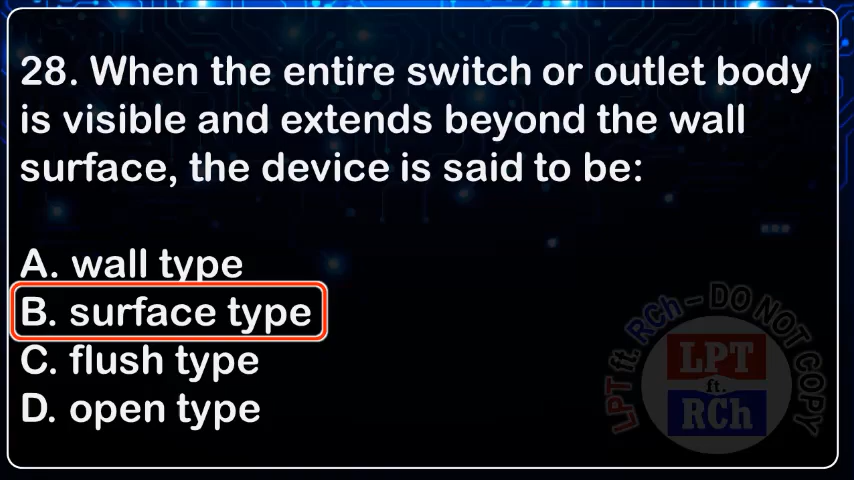 28. When the entire switch or outlet body
is visible and extends beyond the wall
surface, the device is said to be:
A. wall type
B. surface type
C. flush type
D. open type
LPT ft. RCh – DO NOT COPY
LPT
ft.
RCh